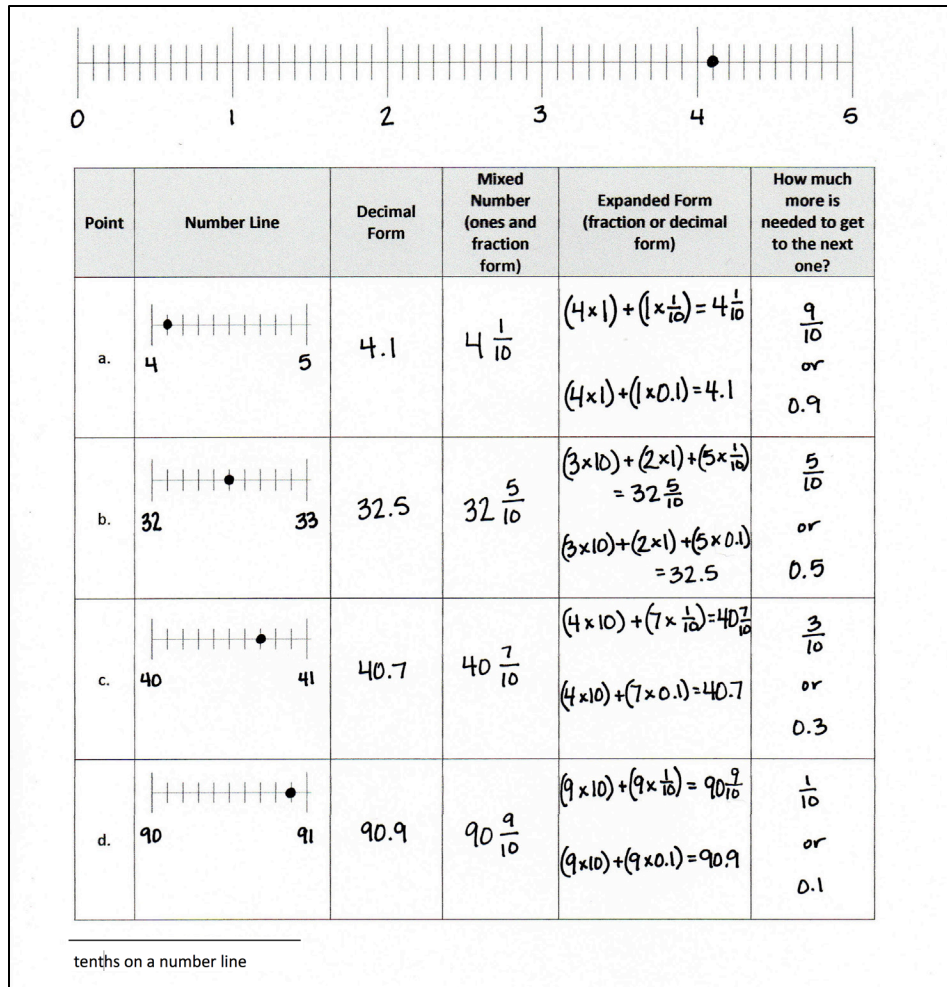 0 1 2 3 4 5
Point
Number Line
Decimal
Form
Mixed
Number
(ones and
fraction
form)
Expanded Form
(fraction or decimal
form)
How much
more is
needed to get
to the next
one?
a.
4 5
4.1
4 1/10
(4×1) + (1×1/10) = 4 1/10
(4×1)+(1×0.1)=4.1
9/10
or
0.9
b.
32 33
32.5
32 5/10
(3×10)+(2×1)+(5×1/10)
= 32 5/10
(3×10)+(2×1)+(5×0.1)
=32.5
5/10
or
0.5
c.
40 41
40.7
40 7/10
(4×10)+(7×1/10)=40 7/10
(4×10)+(7×0.1)=40.7
3/10
or
0.3
d.
90 91
90.9
90 9/10
(9×10)+(9×1/10) = 90 9/10
(9×10)+(9×0.1)=90.9
1/10
or
0.1
tenths on a number line